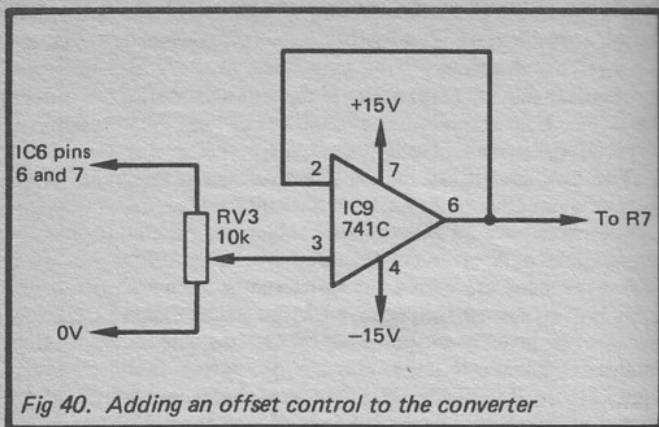 +15V
IC6 pins
6 and 7
2
7
RV3
10k
IC9
741C
6
To R7
3
4
0V
−15V
Fig 40. Adding an offset control to the converter